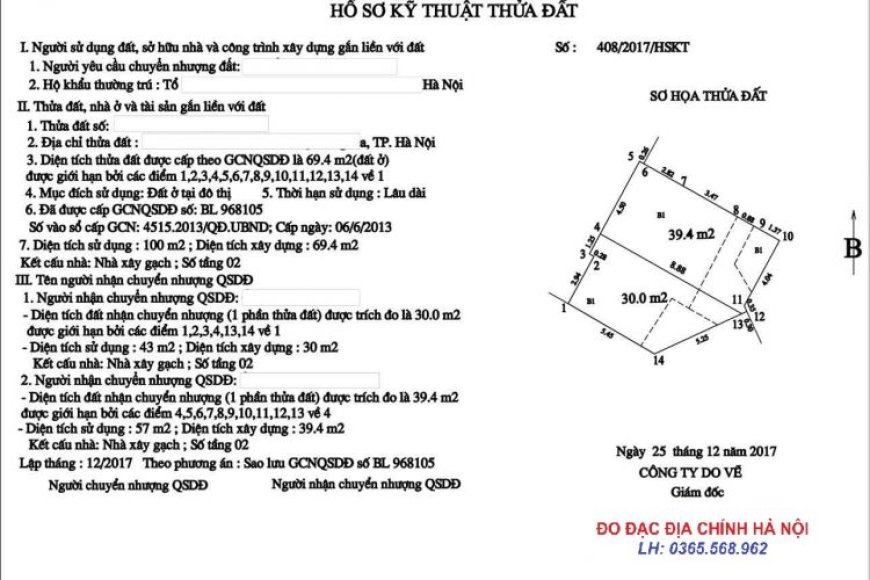 HỒ SƠ KỸ THUẬT THỬA ĐẤT
I. Người sử dụng đất, sở hữu nhà và công trình xây dựng gắn liền với đất
1. Người yêu cầu chuyển nhượng đất:
2. Hộ khẩu thường trú : Tổ Hà Nội
II. Thửa đất, nhà ở và tài sản gắn liền với đất
1. Thửa đất số:
2. Địa chỉ thửa đất : a, TP. Hà Nội
3. Diện tích thửa đất được cấp theo GCNQSDĐ là 69.4 m2(đất ở)
được giới hạn bởi các điểm 1,2,3,4,5,6,7,8,9,10,11,12,13,14 về 1
4. Mục đích sử dụng: Đất ở tại đô thị 5. Thời hạn sử dụng : Lâu dài
6. Đã được cấp GCNQSDĐ số: BL 968105
Số vào sổ cấp GCN: 4515.2013/QĐ.UBND; Cấp ngày: 06/6/2013
7. Diện tích sử dụng : 100 m2 ; Diện tích xây dựng : 69.4 m2
Kết cấu nhà: Nhà xây gạch ; Số tầng 02
III. Tên người nhận chuyển nhượng QSDĐ
1. Người nhận chuyển nhượng QSDĐ:
- Diện tích đất nhận chuyển nhượng (1 phần thửa đất) được trích đo là 30.0 m2
được giới hạn bởi các điểm 1,2,3,4,13,14 về 1
- Diện tích sử dụng : 43 m2 ; Diện tích xây dựng : 30 m2
Kết cấu nhà: Nhà xây gạch ; Số tầng 02
2. Người nhận chuyển nhượng QSDĐ:
- Diện tích đất nhận chuyển nhượng (1 phần thửa đất) được trích đo là 39.4 m2
được giới hạn bởi các điểm 4,5,6,7,8,9,10,11,12,13 về 4
- Diện tích sử dụng : 57 m2 ; Diện tích xây dựng : 39.4 m2
Kết cấu nhà: Nhà xây gạch ; Số tầng 02
Lập tháng : 12/2017 Theo phương án : Sao lưu GCNQSDĐ số BL 968105
Người chuyển nhượng QSDĐ Người nhận chuyển nhượng QSDĐ
Số : 408/2017/HSKT
SƠ HỌA THỬA ĐẤT
5 0.26
6 2.82 7
3.47
8 0.88 9 1.37 10
4.50
B1
39.4 m2
B1
B
4
1.25
3 0.28
2
8.88
4.04
2.94
B1
30.0 m2
11 0.35
12
13 0.30
1
5.45
5.25
14
Ngày 25 tháng 12 năm 2017
CÔNG TY ĐO VẼ
Giám đốc
ĐO ĐẠC ĐỊA CHÍNH HÀ NỘI
LH: 0365.568.962